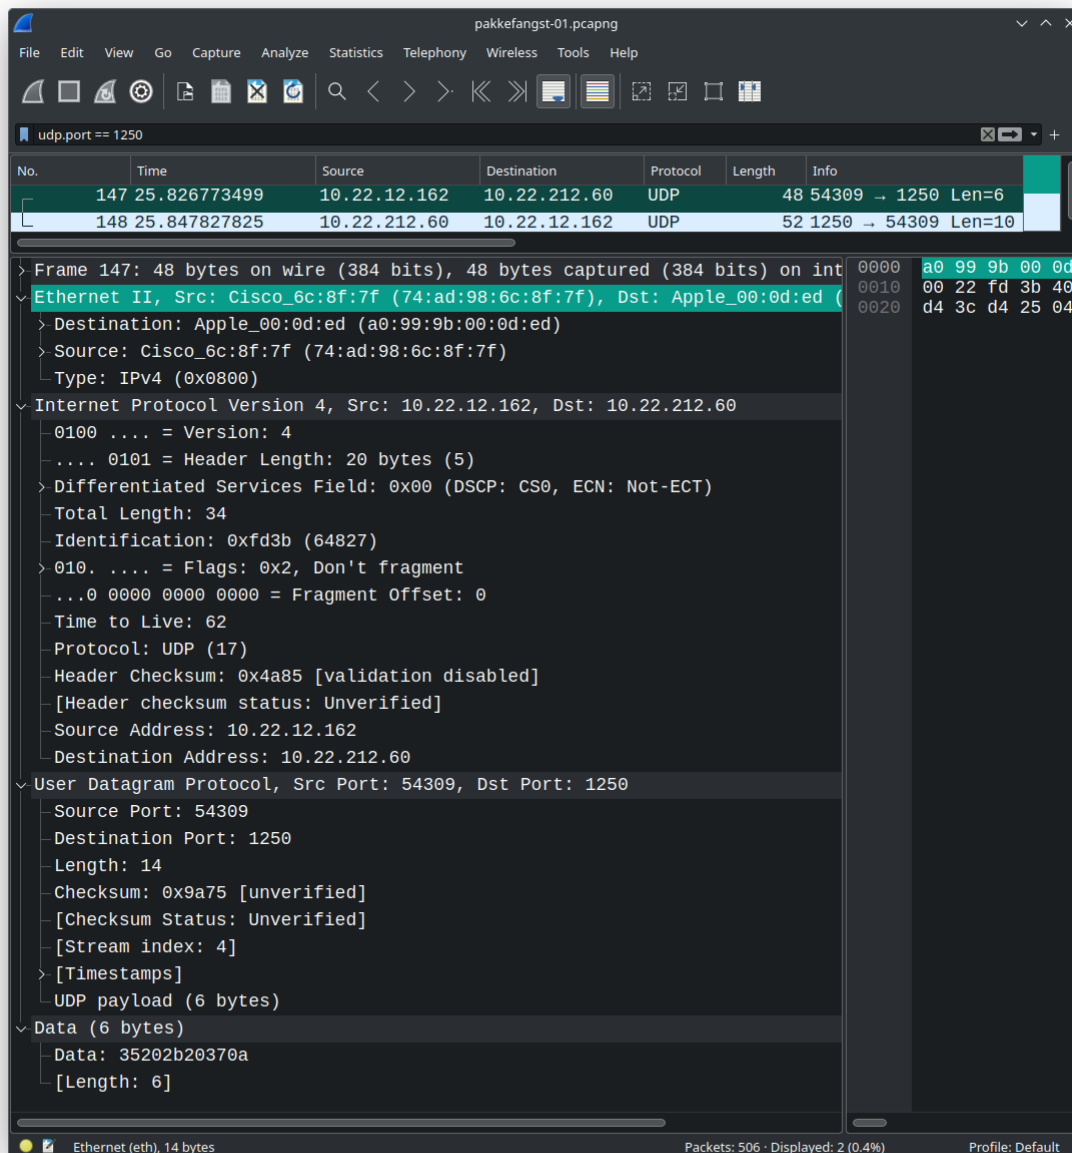 pakkefangst-01.pcapng
File Edit View Go Capture Analyze Statistics Telephony Wireless Tools Help
udp.port == 1250
No. Time Source Destination Protocol Length Info
147 25.826773499 10.22.12.162 10.22.212.60 UDP 48 54309 → 1250 Len=6
148 25.847827825 10.22.212.60 10.22.12.162 UDP 52 1250 → 54309 Len=10
Frame 147: 48 bytes on wire (384 bits), 48 bytes captured (384 bits) on int
Ethernet II, Src: Cisco_6c:8f:7f (74:ad:98:6c:8f:7f), Dst: Apple_00:0d:ed (
Destination: Apple_00:0d:ed (a0:99:9b:00:0d:ed)
Source: Cisco_6c:8f:7f (74:ad:98:6c:8f:7f)
Type: IPv4 (0x0800)
Internet Protocol Version 4, Src: 10.22.12.162, Dst: 10.22.212.60
0100 .... = Version: 4
.... 0101 = Header Length: 20 bytes (5)
Differentiated Services Field: 0x00 (DSCP: CS0, ECN: Not-ECT)
Total Length: 34
Identification: 0xfd3b (64827)
010. .... = Flags: 0x2, Don't fragment
...0 0000 0000 0000 = Fragment Offset: 0
Time to Live: 62
Protocol: UDP (17)
Header Checksum: 0x4a85 [validation disabled]
[Header checksum status: Unverified]
Source Address: 10.22.12.162
Destination Address: 10.22.212.60
User Datagram Protocol, Src Port: 54309, Dst Port: 1250
Source Port: 54309
Destination Port: 1250
Length: 14
Checksum: 0x9a75 [unverified]
[Checksum Status: Unverified]
[Stream index: 4]
[Timestamps]
UDP payload (6 bytes)
Data (6 bytes)
Data: 35202b20370a
[Length: 6]
0000 a0 99 9b 00 0d
0010 00 22 fd 3b 40
0020 d4 3c d4 25 04
Ethernet (eth), 14 bytes Packets: 506 · Displayed: 2 (0.4%) Profile: Default